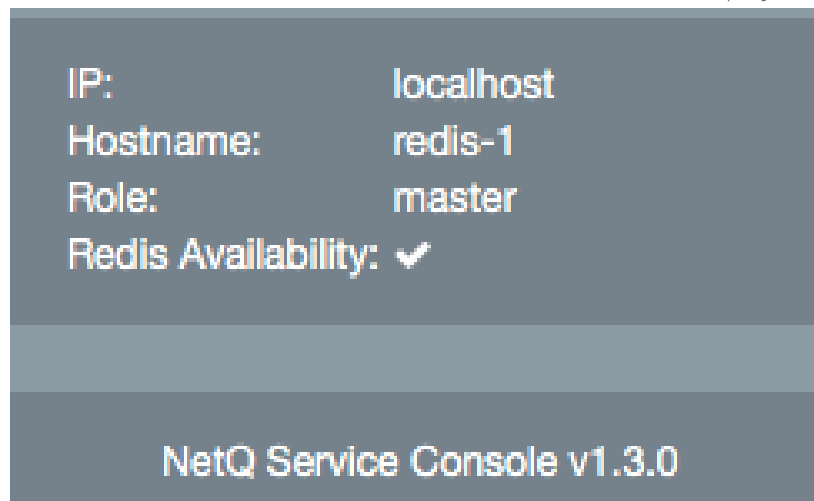 IP: localhost
Hostname: redis-1
Role: master
Redis Availability: ✔
NetQ Service Console v1.3.0